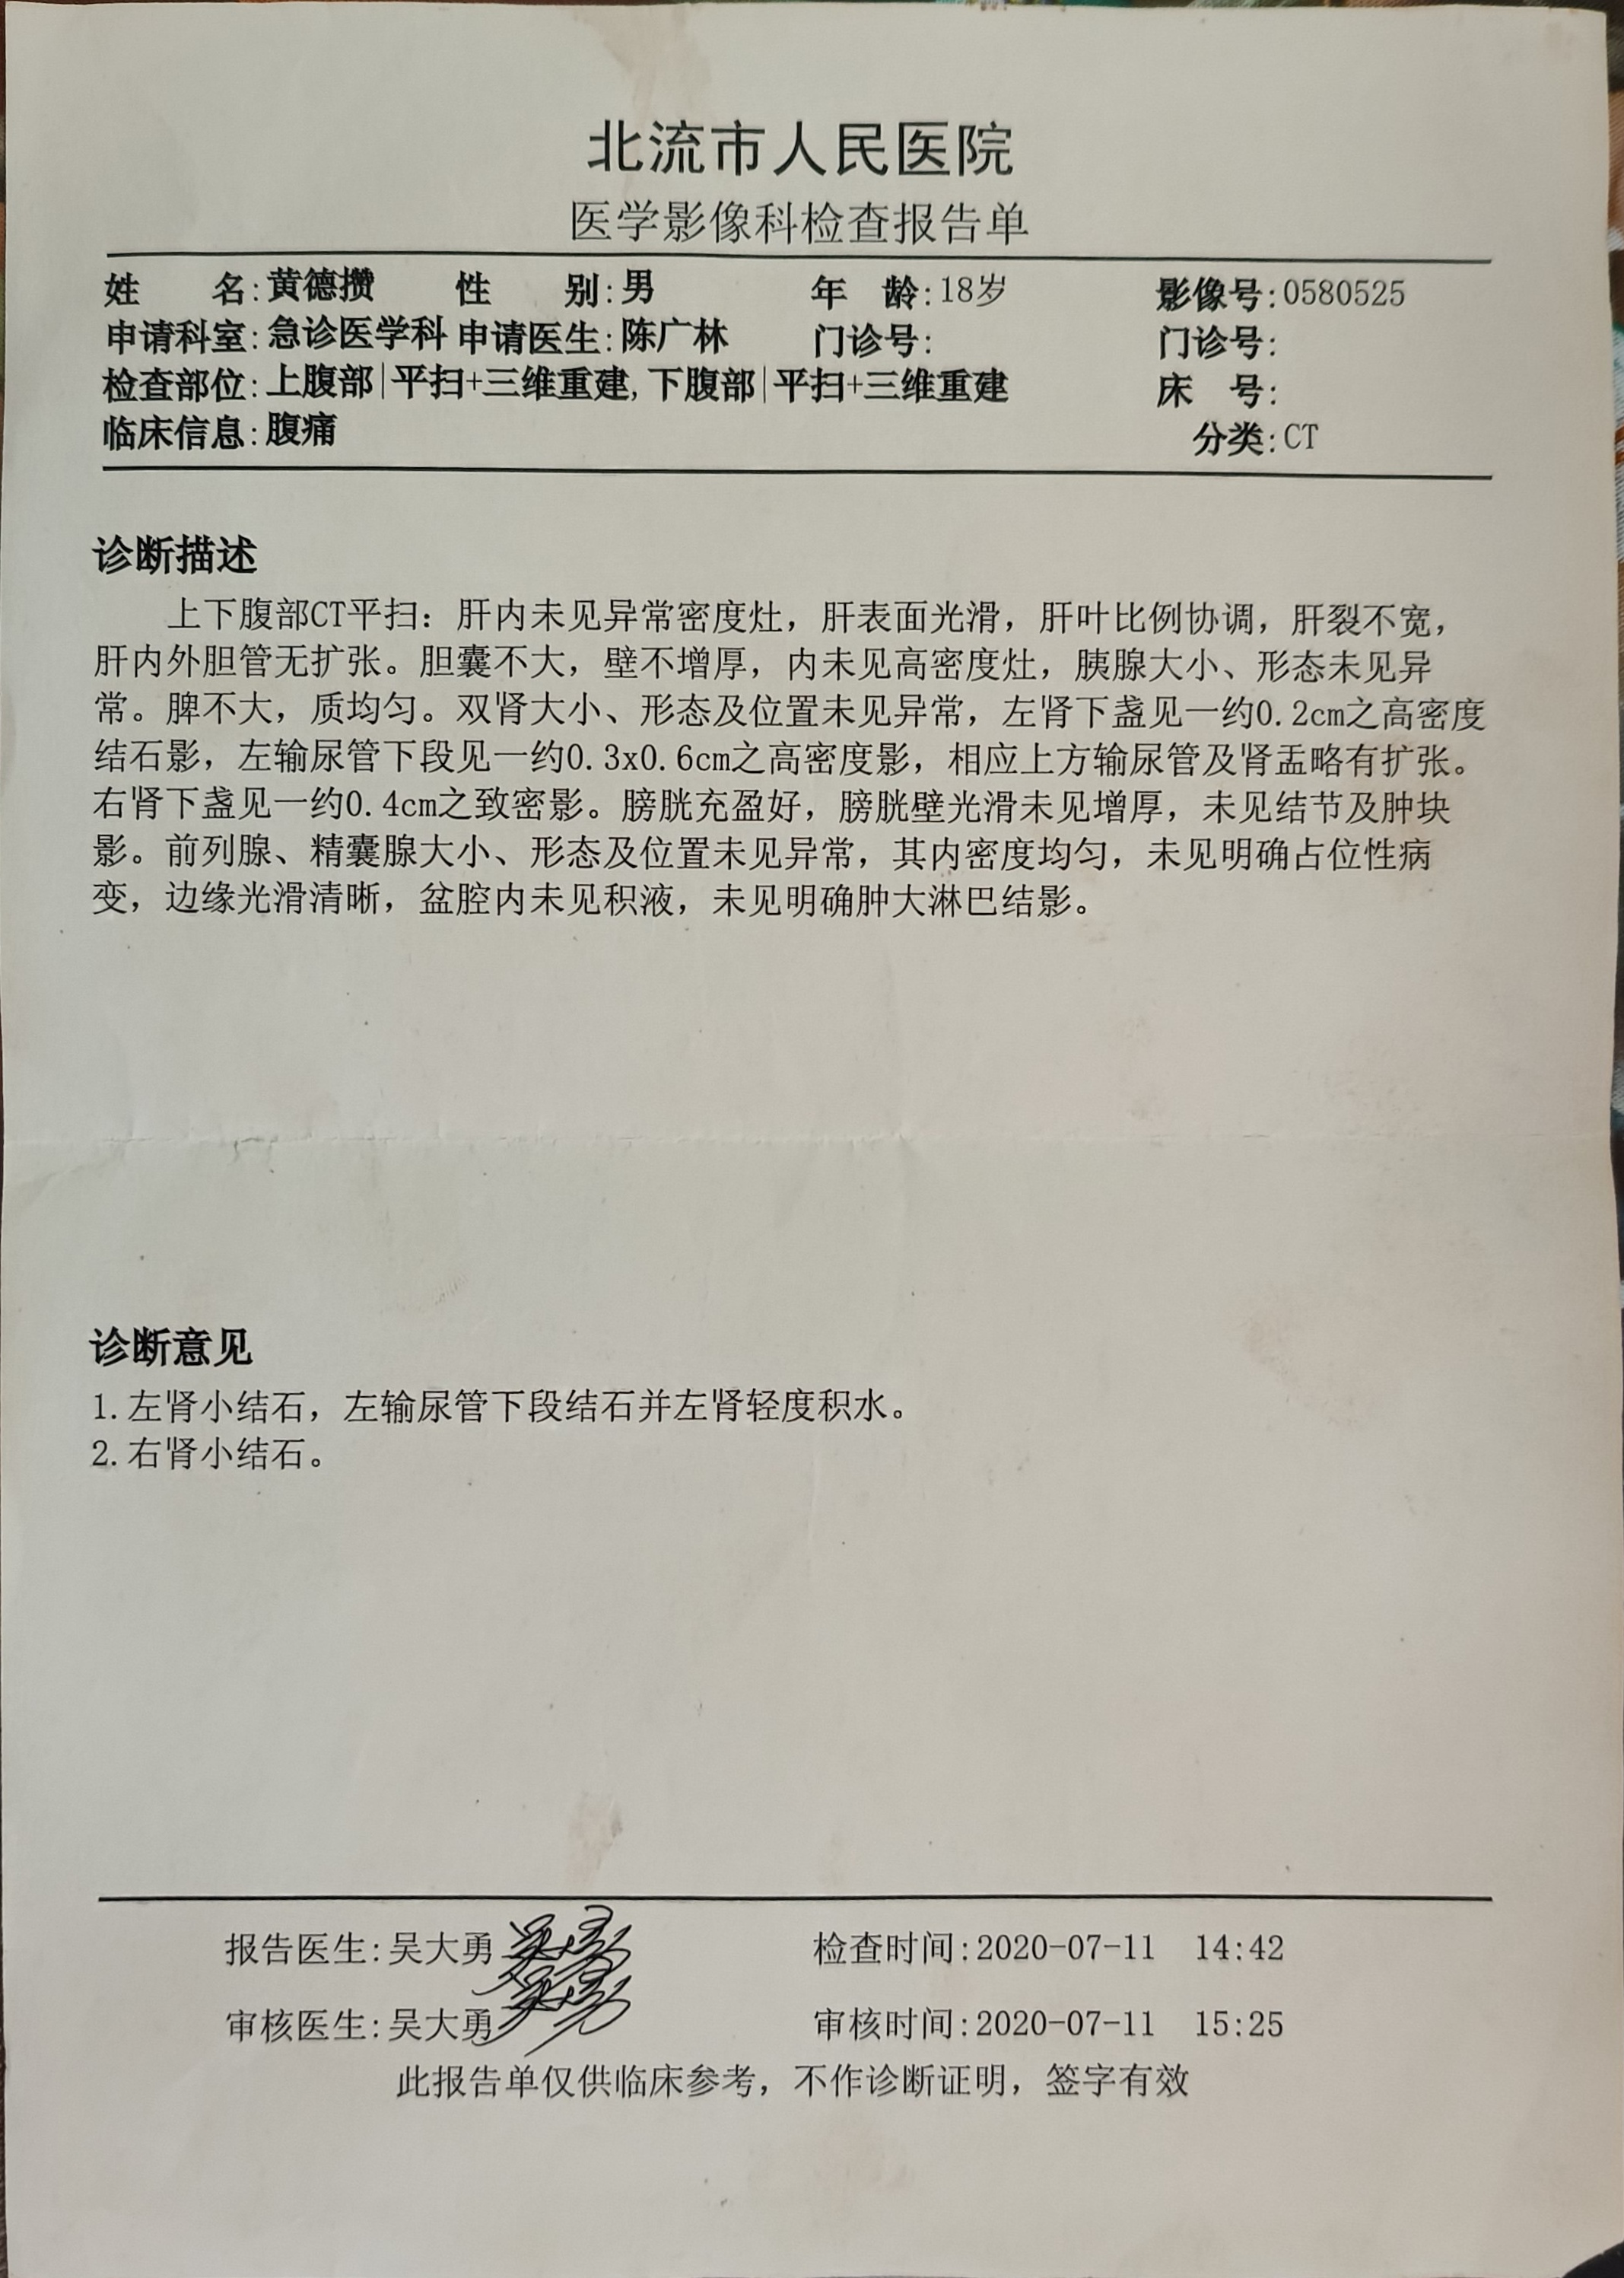 北流市人民医院
医学影像科检查报告单
姓 名:黄德攒 性 别:男 年 龄:18岁 影像号:0580525
申请科室:急诊医学科 申请医生:陈广林 门诊号: 门诊号:
检查部位:上腹部|平扫+三维重建,下腹部|平扫+三维重建 床 号:
临床信息:腹痛 分类:CT
诊断描述
上下腹部CT平扫：肝内未见异常密度灶，肝表面光滑，肝叶比例协调，肝裂不宽，
肝内外胆管无扩张。胆囊不大，壁不增厚，内未见高密度灶，胰腺大小、形态未见异
常。脾不大，质均匀。双肾大小、形态及位置未见异常，左肾下盏见一约0.2cm之高密度
结石影，左输尿管下段见一约0.3x0.6cm之高密度影，相应上方输尿管及肾盂略有扩张。
右肾下盏见一约0.4cm之致密影。膀胱充盈好，膀胱壁光滑未见增厚，未见结节及肿块
影。前列腺、精囊腺大小、形态及位置未见异常，其内密度均匀，未见明确占位性病
变，边缘光滑清晰，盆腔内未见积液，未见明确肿大淋巴结影。
诊断意见
1.左肾小结石，左输尿管下段结石并左肾轻度积水。
2.右肾小结石。
报告医生:吴大勇 吴大勇 检查时间:2020-07-11 14:42
审核医生:吴大勇 吴大勇 审核时间:2020-07-11 15:25
此报告单仅供临床参考，不作诊断证明，签字有效